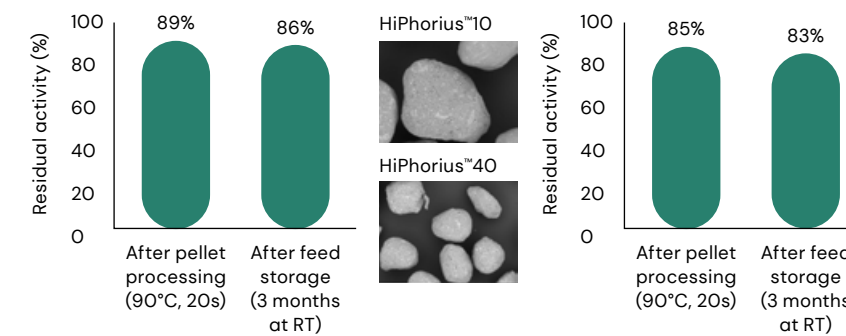 Residual activity (%)
100
80
60
40
20
0
89%
86%
After pellet
processing
(90°C, 20s)
After feed
storage
(3 months
at RT)
HiPhorius™10
HiPhorius™40
Residual activity (%)
100
80
60
40
20
0
85%
83%
After pellet
processing
(90°C, 20s)
After feed
storage
(3 months
at RT)